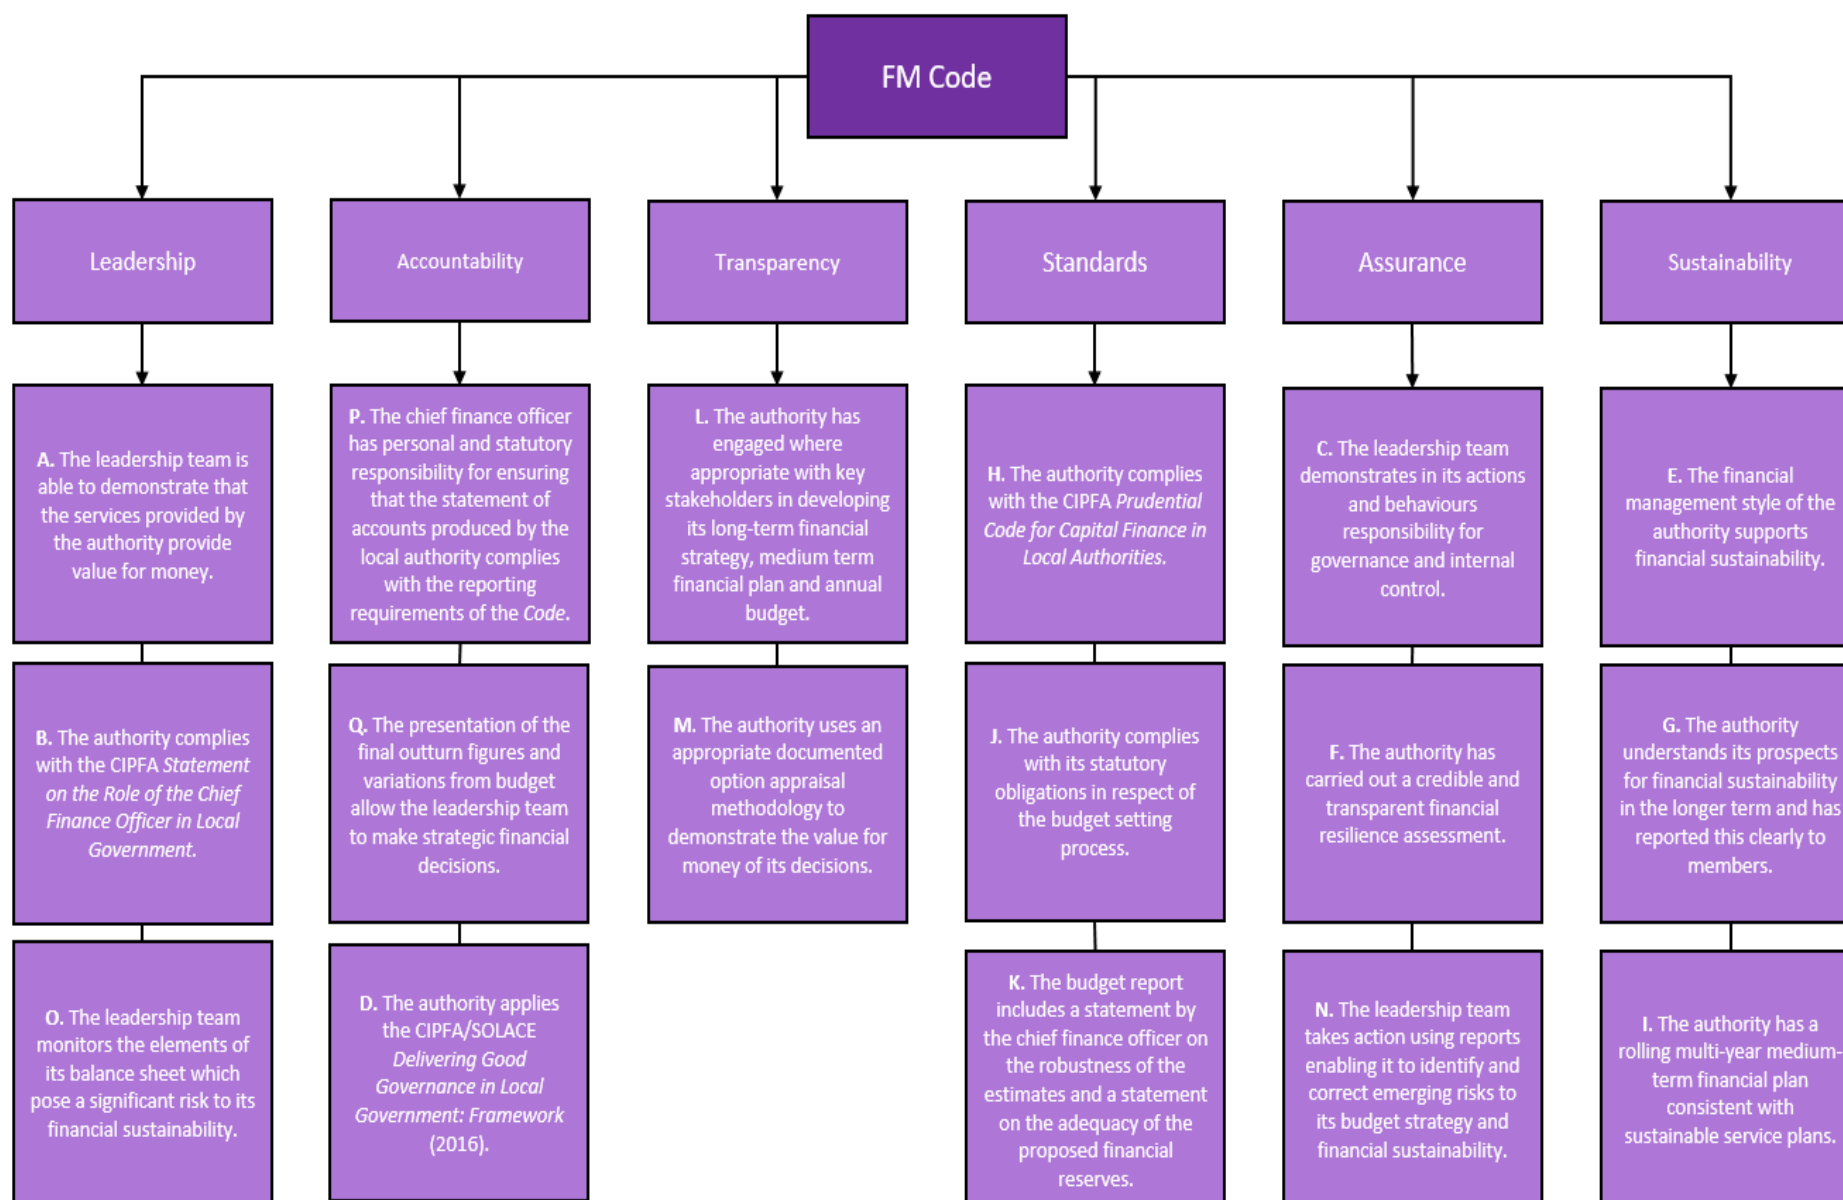 FM Code
Leadership
Accountability
Transparency
Standards
Assurance
Sustainability
A. The leadership team is
able to demonstrate that
the services provided by
the authority provide
value for money.
P. The chief finance officer
has personal and statutory
responsibility for ensuring
that the statement of
accounts produced by the
local authority complies
with the reporting
requirements of the Code.
L. The authority has
engaged where
appropriate with key
stakeholders in developing
its long-term financial
strategy, medium term
financial plan and annual
budget.
H. The authority complies
with the CIPFA Prudential
Code for Capital Finance in
Local Authorities.
C. The leadership team
demonstrates in its actions
and behaviours
responsibility for
governance and internal
control.
E. The financial
management style of the
authority supports
financial sustainability.
B. The authority complies
with the CIPFA Statement
on the Role of the Chief
Finance Officer in Local
Government.
Q. The presentation of the
final outturn figures and
variations from budget
allow the leadership team
to make strategic financial
decisions.
M. The authority uses an
appropriate documented
option appraisal
methodology to
demonstrate the value for
money of its decisions.
J. The authority complies
with its statutory
obligations in respect of
the budget setting
process.
F. The authority has
carried out a credible and
transparent financial
resilience assessment.
G. The authority
understands its prospects
for financial sustainability
in the longer term and has
reported this clearly to
members.
O. The leadership team
monitors the elements of
its balance sheet which
pose a significant risk to its
financial sustainability.
D. The authority applies
the CIPFA/SOLACE
Delivering Good
Governance in Local
Government: Framework
(2016).
K. The budget report
includes a statement by
the chief finance officer on
the robustness of the
estimates and a statement
on the adequacy of the
proposed financial
reserves.
N. The leadership team
takes action using reports
enabling it to identify and
correct emerging risks to
its budget strategy and
financial sustainability.
I. The authority has a
rolling multi-year medium-
term financial plan
consistent with
sustainable service plans.